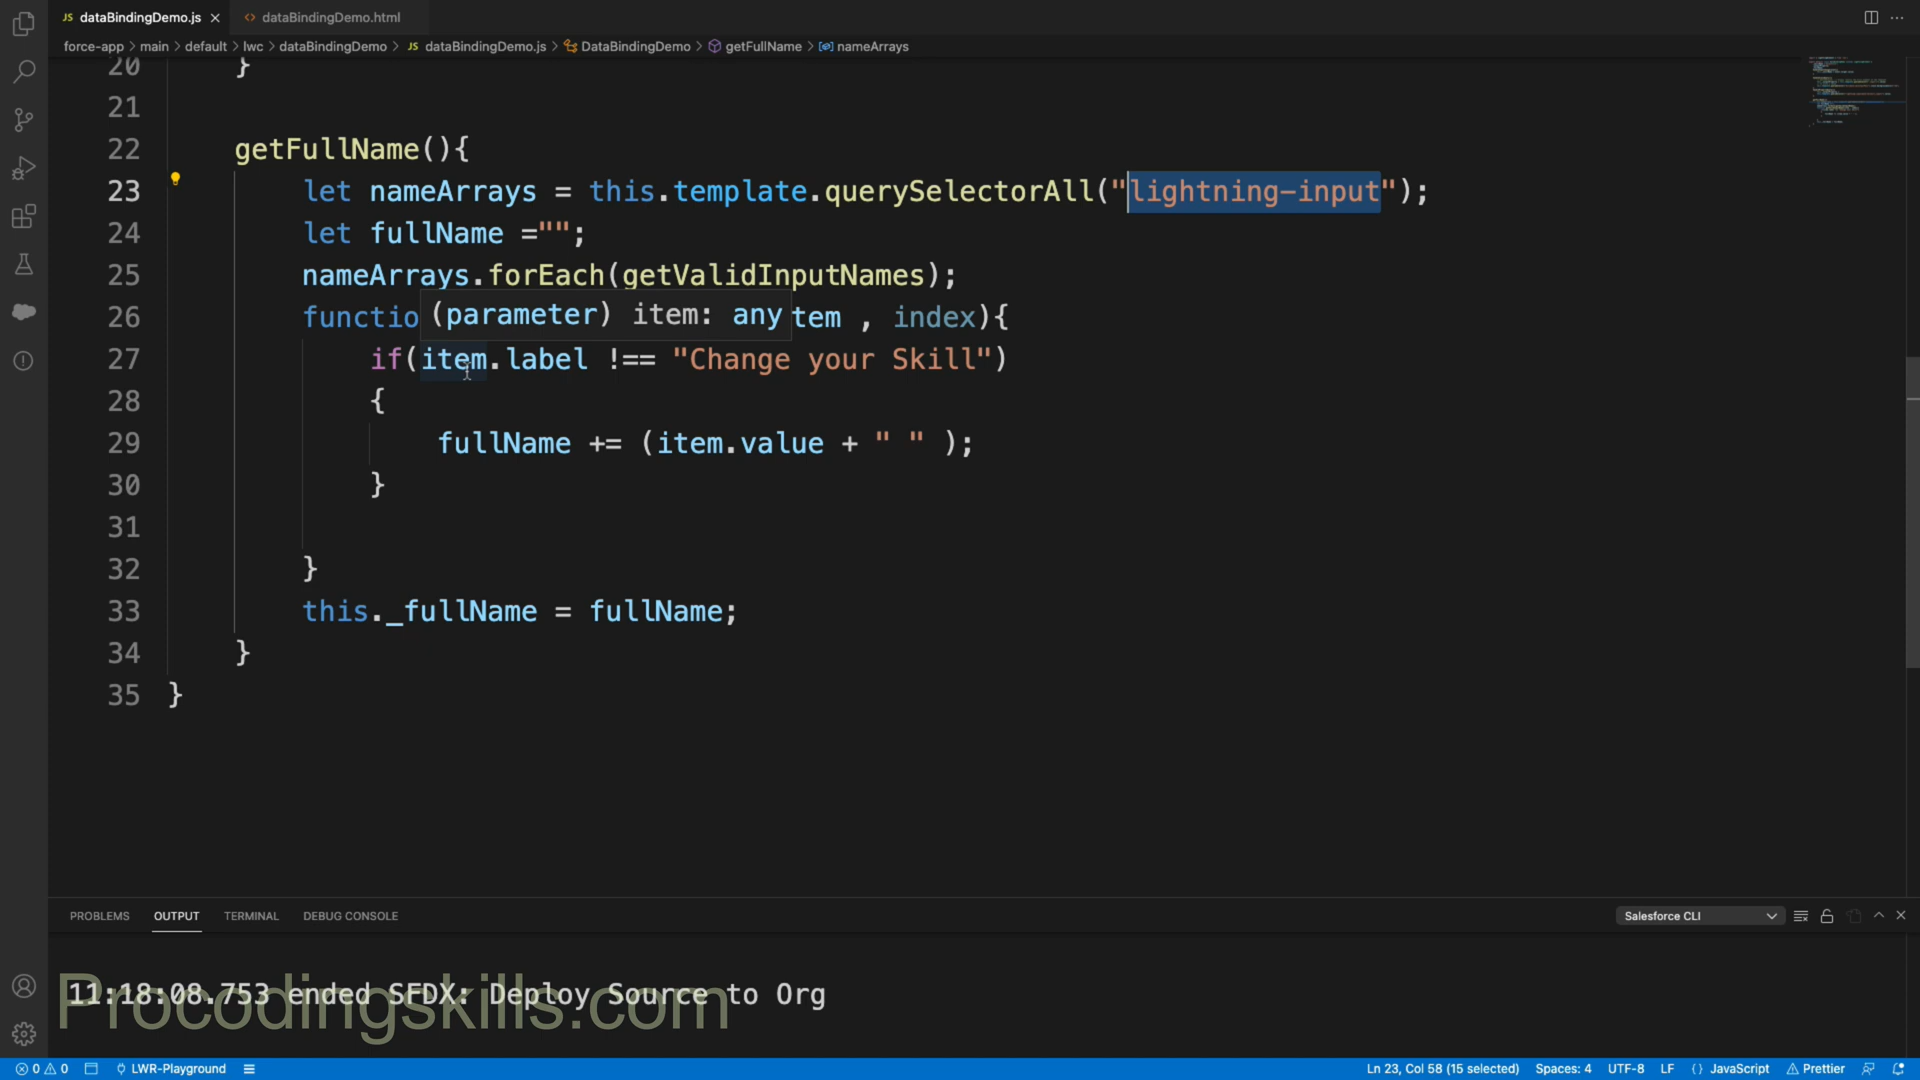 JS dataBindingDemo.js × <> dataBindingDemo.html
force-app > main > default > lwc > dataBindingDemo > JS dataBindingDemo.js > DataBindingDemo > getFullName > nameArrays
20 }
21
22 getFullName(){
23 let nameArrays = this.template.querySelectorAll("lightning-input");
24 let fullName ="";
25 nameArrays.forEach(getValidInputNames);
26 functio (parameter) item: any tem , index){
27 if(item.label !== "Change your Skill")
28 {
29 fullName += (item.value + " " );
30 }
31
32 }
33 this._fullName = fullName;
34 }
35 }
PROBLEMS OUTPUT TERMINAL DEBUG CONSOLE Salesforce CLI
11:18:08.753 ended SFDX: Deploy Source to Org
Procodingskills.com
0 0 LWR-Playground Ln 23, Col 58 (15 selected) Spaces: 4 UTF-8 LF {} JavaScript Prettier